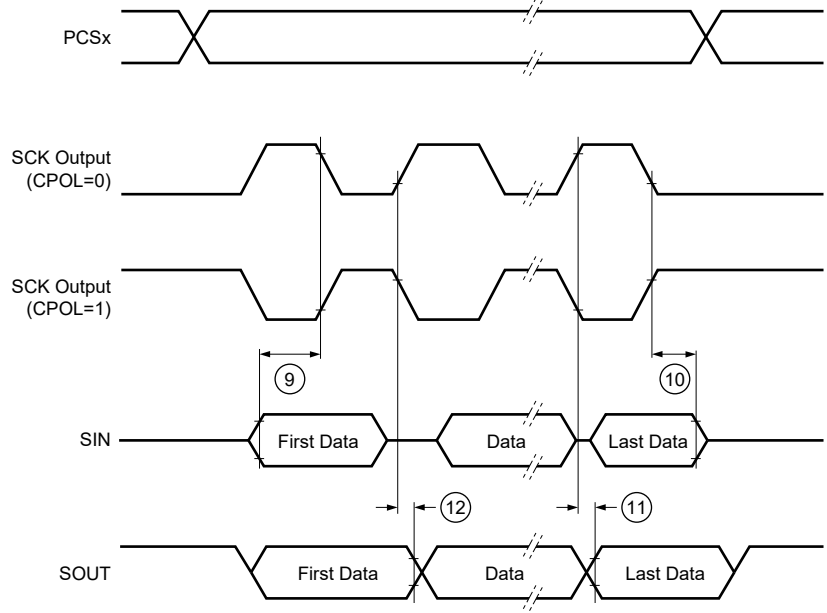 PCSx
SCK Output
(CPOL=0)
SCK Output
(CPOL=1)
9
10
SIN
First Data
Data
Last Data
12
11
SOUT
First Data
Data
Last Data